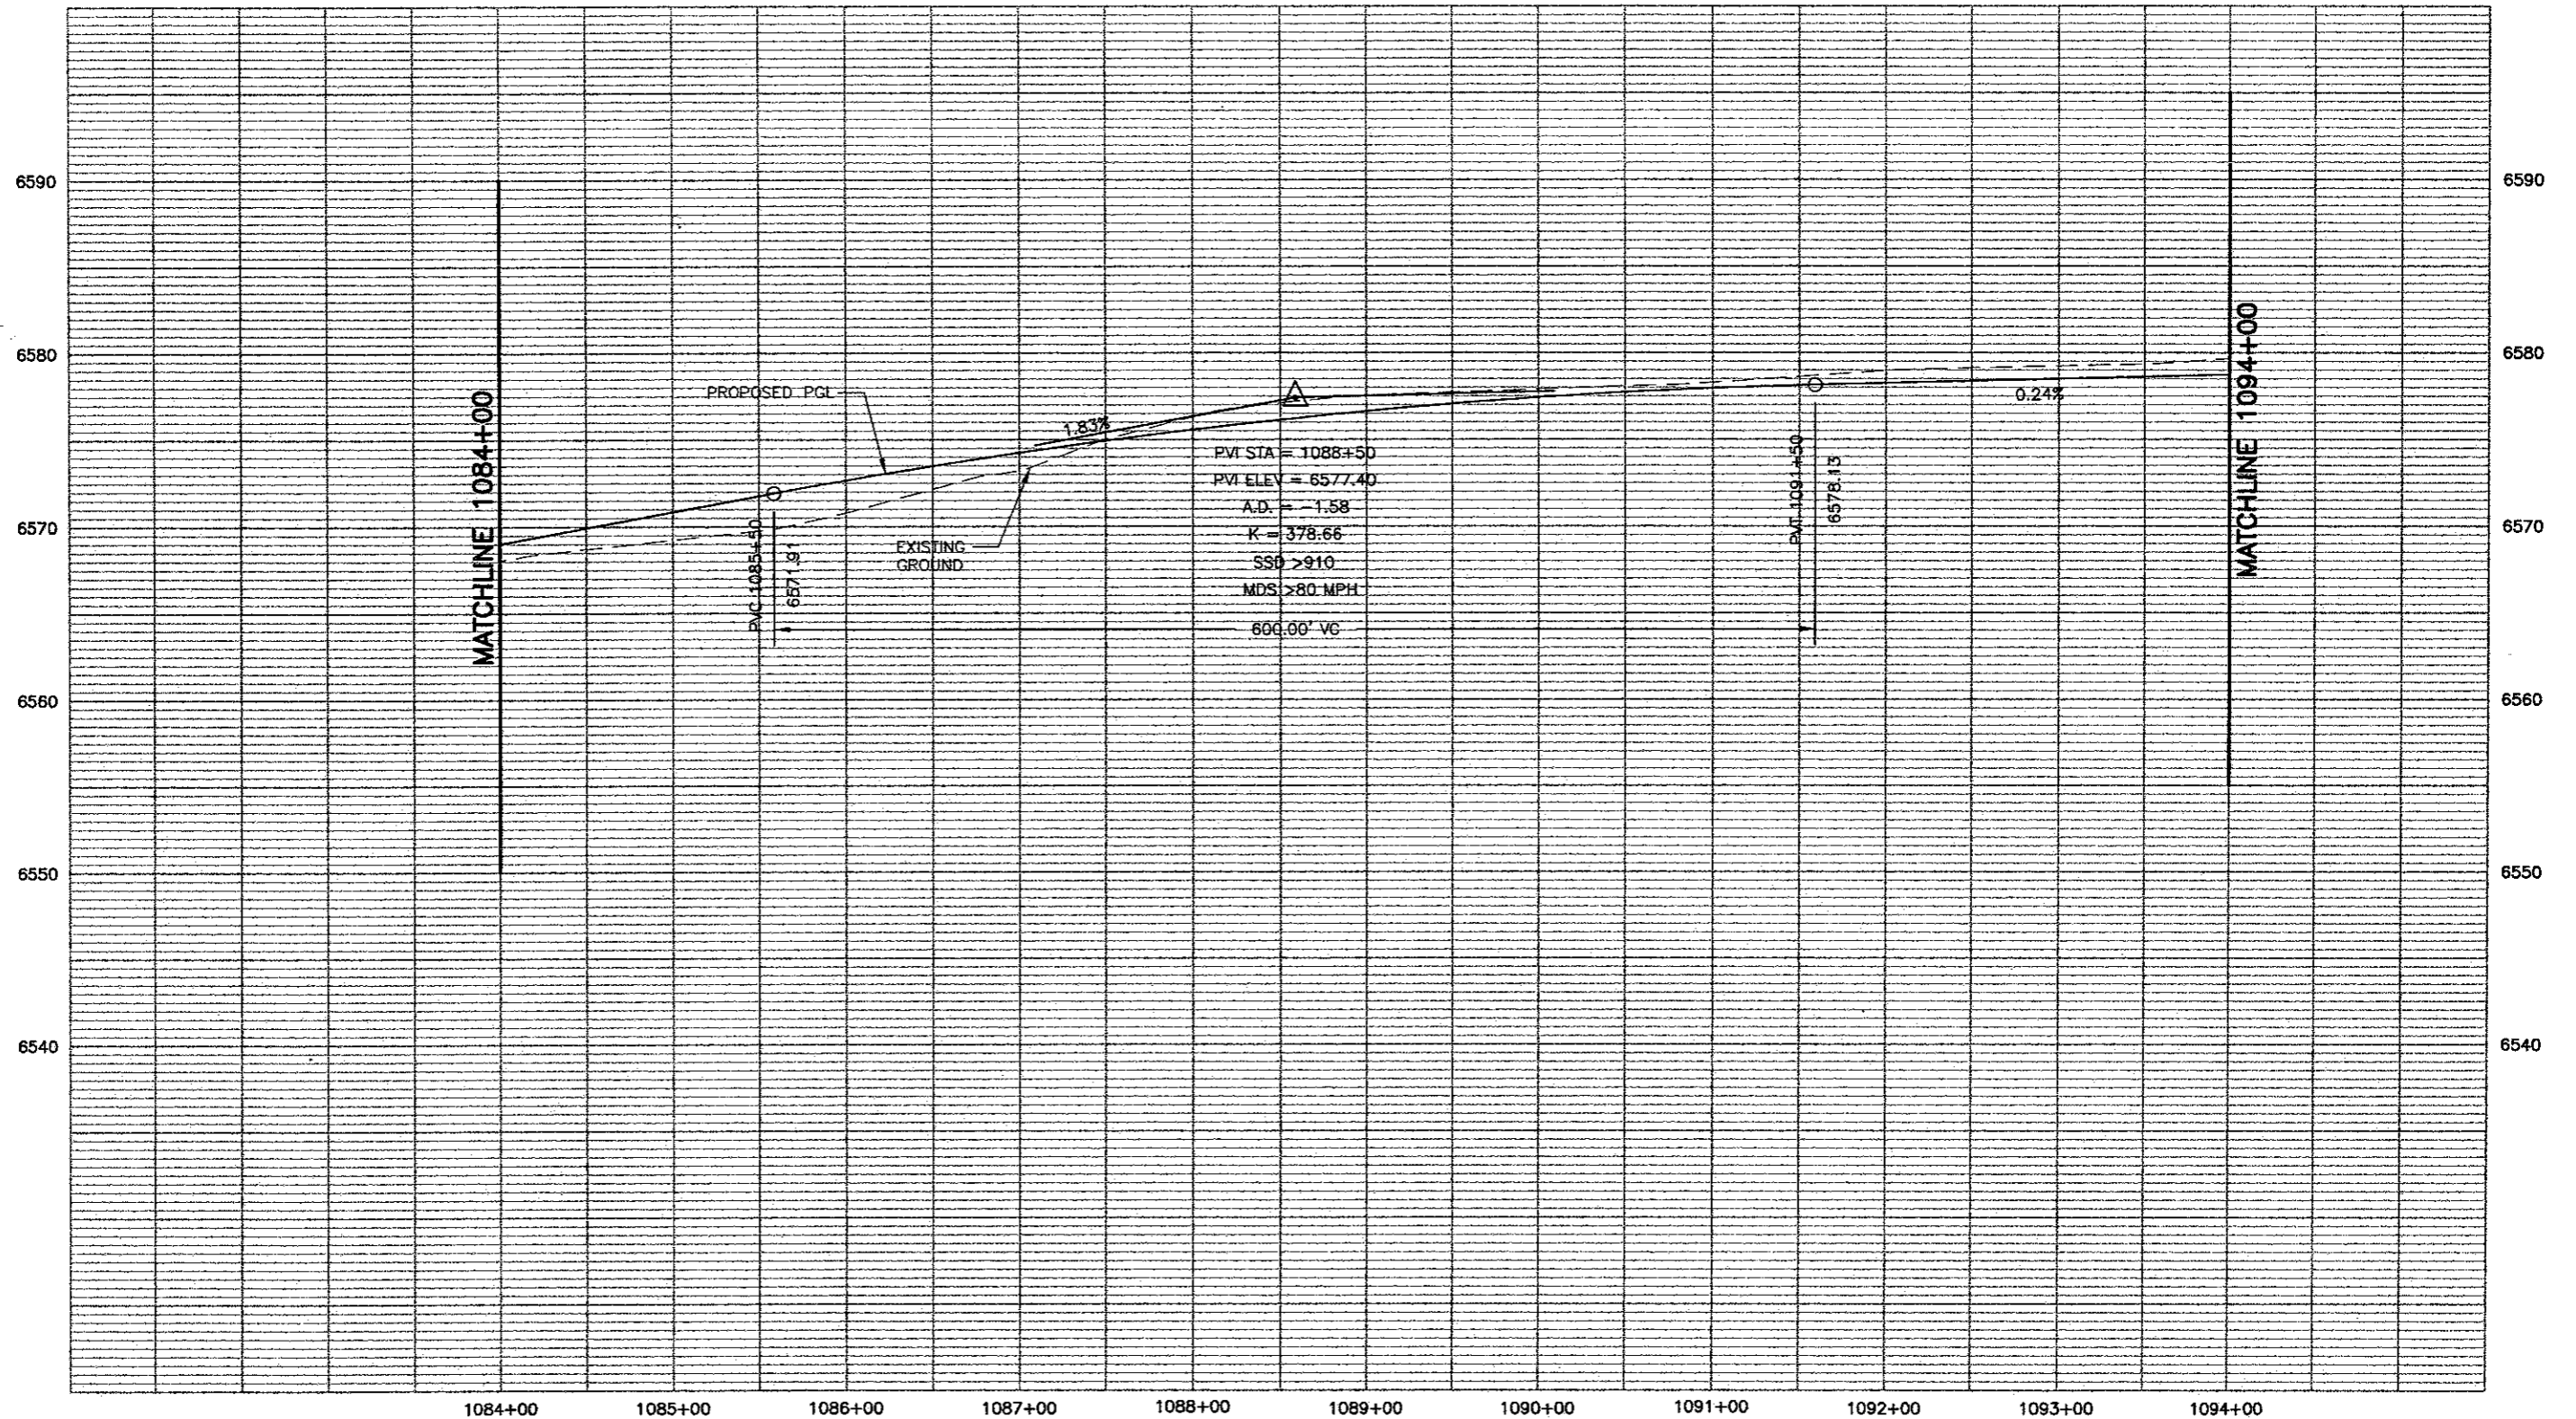 6590
6590
MATCHLINE 1084+00
MATCHLINE 1094+00
6580
6580
PROPOSED PGL
0.24%
1.83%
PVI STA = 1088+50
PVI ELEV = 6577.40
A.D. = -1.58
K = 378.66
SSD >910
MDS >80 MPH
600.00' VC
PVC 1085+50
6571.91
PVT 1091+50
6578.13
EXISTING
GROUND
6570
6570
6560
6560
6550
6550
6540
6540
1084+00
1085+00
1086+00
1087+00
1088+00
1089+00
1090+00
1091+00
1092+00
1093+00
1094+00